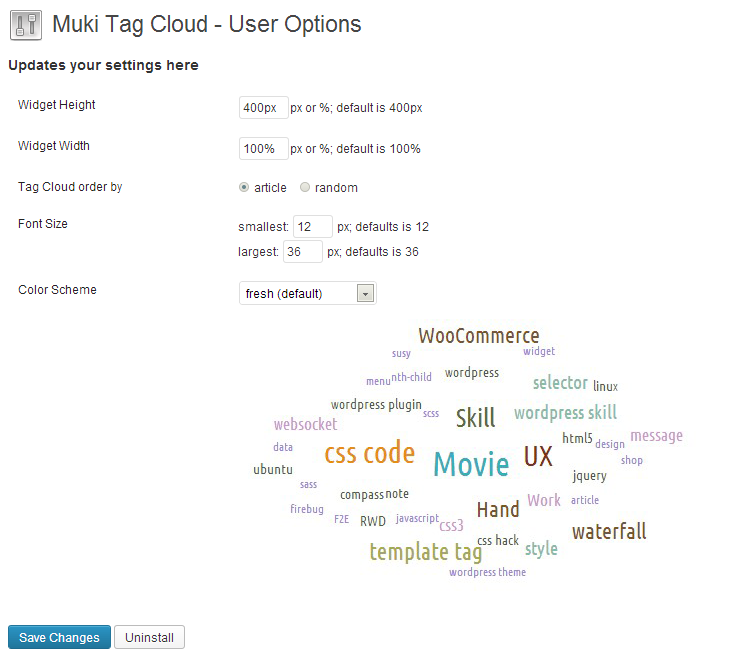 Muki Tag Cloud - User Options
Updates your settings here
Widget Height 400px px or %; default is 400px
Widget Width 100% px or %; default is 100%
Tag Cloud order by article random
Font Size smallest: 12 px; defaults is 12
largest: 36 px; defaults is 36
Color Scheme fresh (default)
WooCommerce
susy widget
menu nth-child wordpress
selector linux
wordpress plugin scss Skill wordpress skill
websocket html5 design message
data css code Movie UX shop
ubuntu jquery
sass
compass note
firebug Hand Work article
F2E RWD javascript css3
waterfall
template tag css hack style
wordpress theme
Save Changes Uninstall